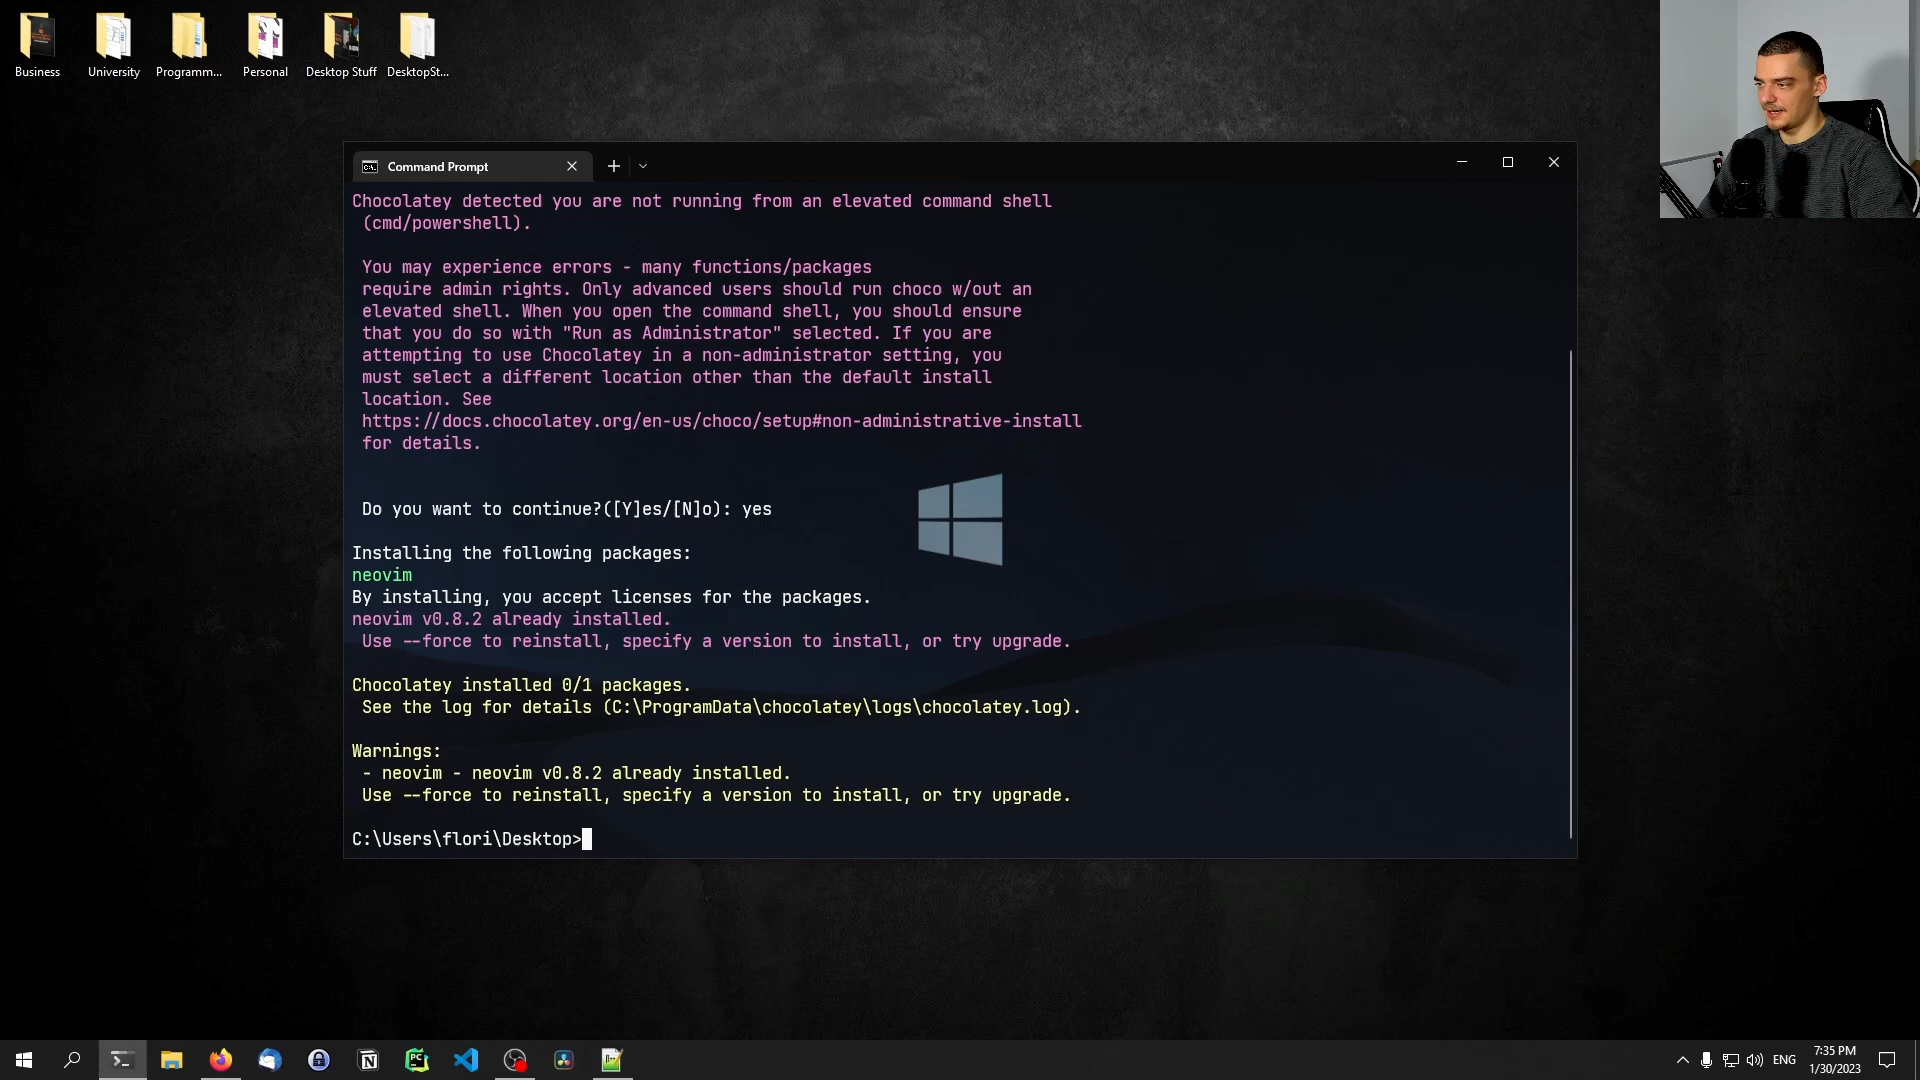 Business
University
Programm...
Personal
Desktop Stuff
DesktopSt...
Command Prompt
Chocolatey detected you are not running from an elevated command shell
(cmd/powershell).
You may experience errors - many functions/packages
require admin rights. Only advanced users should run choco w/out an
elevated shell. When you open the command shell, you should ensure
that you do so with "Run as Administrator" selected. If you are
attempting to use Chocolatey in a non-administrator setting, you
must select a different location other than the default install
location. See
https://docs.chocolatey.org/en-us/choco/setup#non-administrative-install
for details.
Do you want to continue?([Y]es/[N]o): yes
Installing the following packages:
neovim
By installing, you accept licenses for the packages.
neovim v0.8.2 already installed.
Use --force to reinstall, specify a version to install, or try upgrade.
Chocolatey installed 0/1 packages.
See the log for details (C:\ProgramData\chocolatey\logs\chocolatey.log).
Warnings:
- neovim - neovim v0.8.2 already installed.
Use --force to reinstall, specify a version to install, or try upgrade.
C:\Users\flori\Desktop>
ENG
7:35 PM
1/30/2023